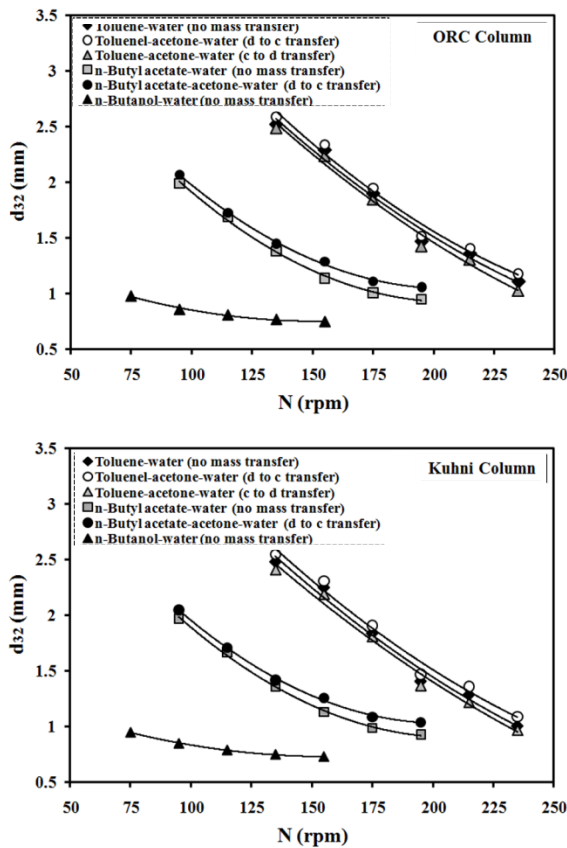 3.5
3
2.5
2
1.5
1
0.5
d32 (mm)
Toluene-water (no mass transfer)
Toluenel-acetone-water (d to c transfer)
Toluene-acetone-water (c to d transfer)
n-Butyl acetate-water (no mass transfer)
n-Butyl acetate-acetone-water (d to c transfer)
n-Butanol-water (no mass transfer)
ORC Column
50 75 100 125 150 175 200 225 250
N (rpm)
3.5
3
2.5
2
1.5
1
0.5
d32 (mm)
Toluene-water (no mass transfer)
Toluenel-acetone-water (d to c transfer)
Toluene-acetone-water (c to d transfer)
n-Butyl acetate-water (no mass transfer)
n-Butyl acetate-acetone-water (d to c transfer)
n-Butanol-water (no mass transfer)
Kuhni Column
50 75 100 125 150 175 200 225 250
N (rpm)